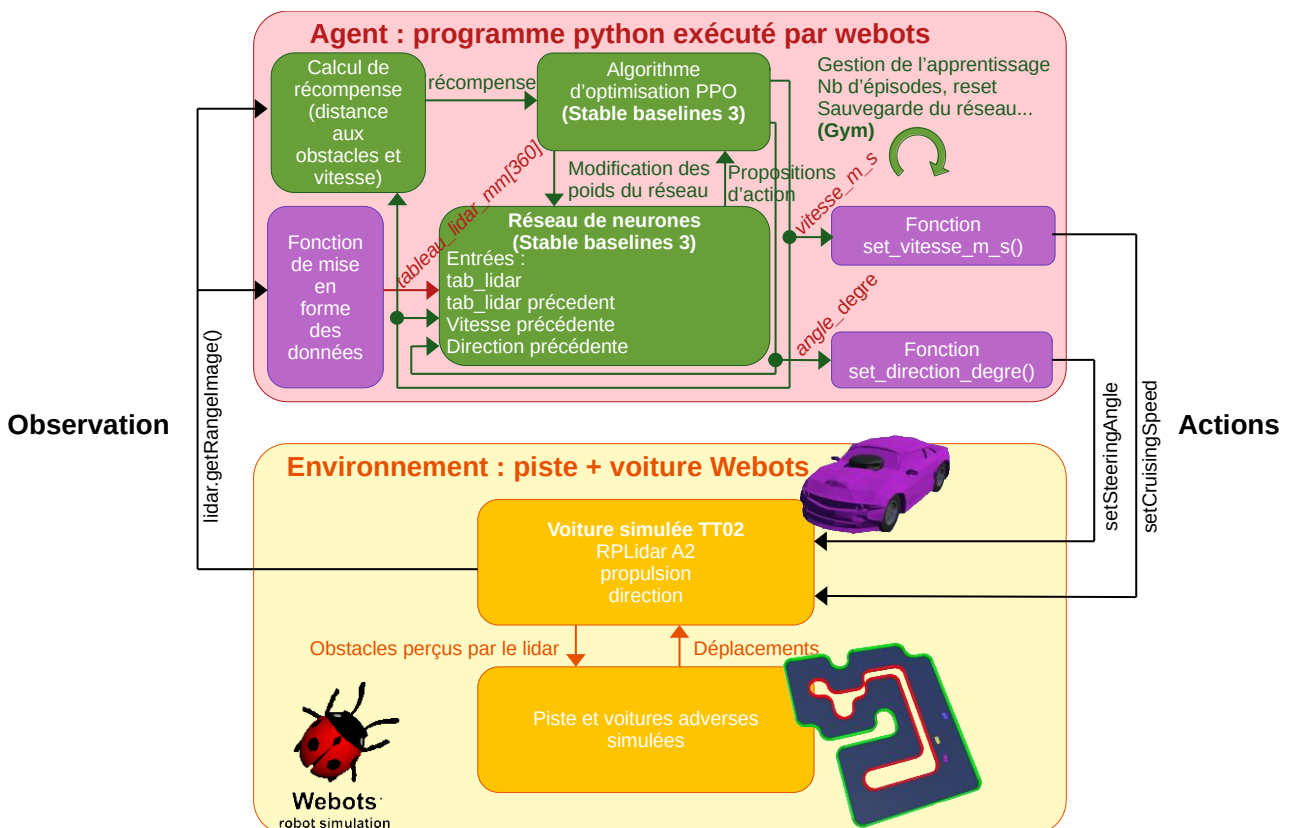 Agent : programme python exécuté par webots
Calcul de
récompense
(distance
aux
obstacles et
vitesse)
récompense
Algorithme
d'optimisation PPO
(Stable baselines 3)
Gestion de l'apprentissage
Nb d'épisodes, reset
Sauvegarde du réseau...
(Gym)
tableau_lidar_mm[360]
Modification des
poids du réseau
Propositions
d'action
vitesse_m_s
Fonction
de mise
en
forme
des
données
Réseau de neurones
(Stable baselines 3)
Entrées :
tab_lidar
tab_lidar précedent
Vitesse précédente
Direction précédente
Fonction
set_vitesse_m_s()
angle_degre
Fonction
set_direction_degre()
Observation
lidar.getRangeImage()
setSteeringAngle
setCruisingSpeed
Actions
Environnement : piste + voiture Webots
Voiture simulée TT02
RPLidar A2
propulsion
direction
Obstacles perçus par le lidar
Déplacements
Piste et voitures adverses
simulées
Webots
robot simulation